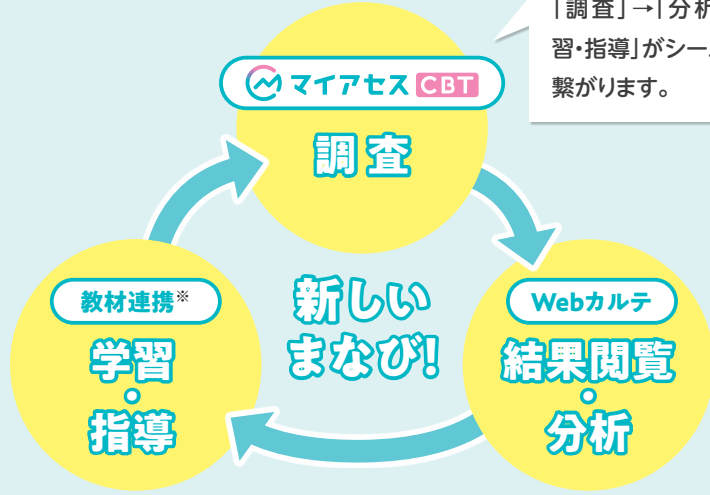 「調査」→「分析
習・指導」がシー
繋がります。
マイアセス CBT
調査
新しい
まなび!
教材連携※
学習
・
指導
Webカルテ
結果閲覧
・
分析